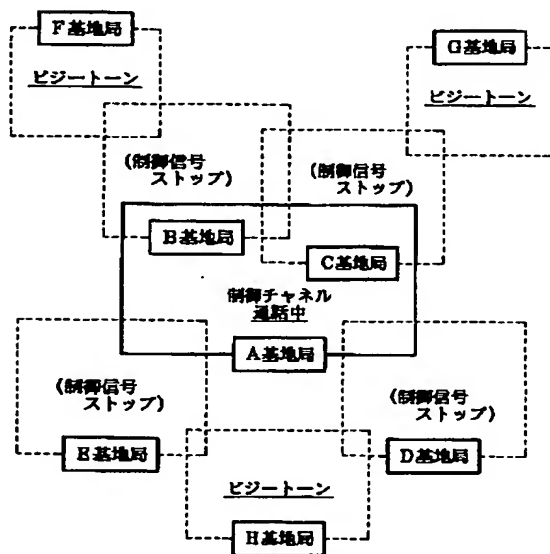 F基地局
G基地局
ビジートーン
ビジートーン
(制御信号
ストップ)
(制御信号
ストップ)
B基地局
C基地局
制御チャネル
通話中
A基地局
(制御信号
ストップ)
(制御信号
ストップ)
E基地局
D基地局
ビジートーン
H基地局